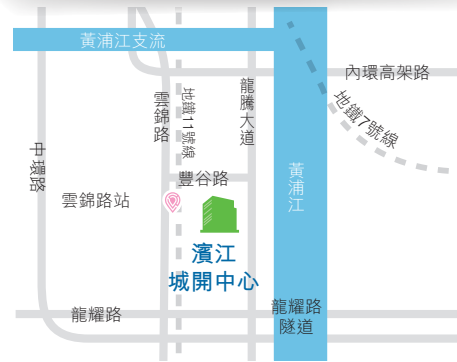 黃浦江支流
內環高架路
地鐵7號線
雲錦路
地鐵11號線
龍騰大道
中環路
豐谷路
雲錦路站
黃浦江
濱江
城開中心
龍耀路
龍耀路
隧道